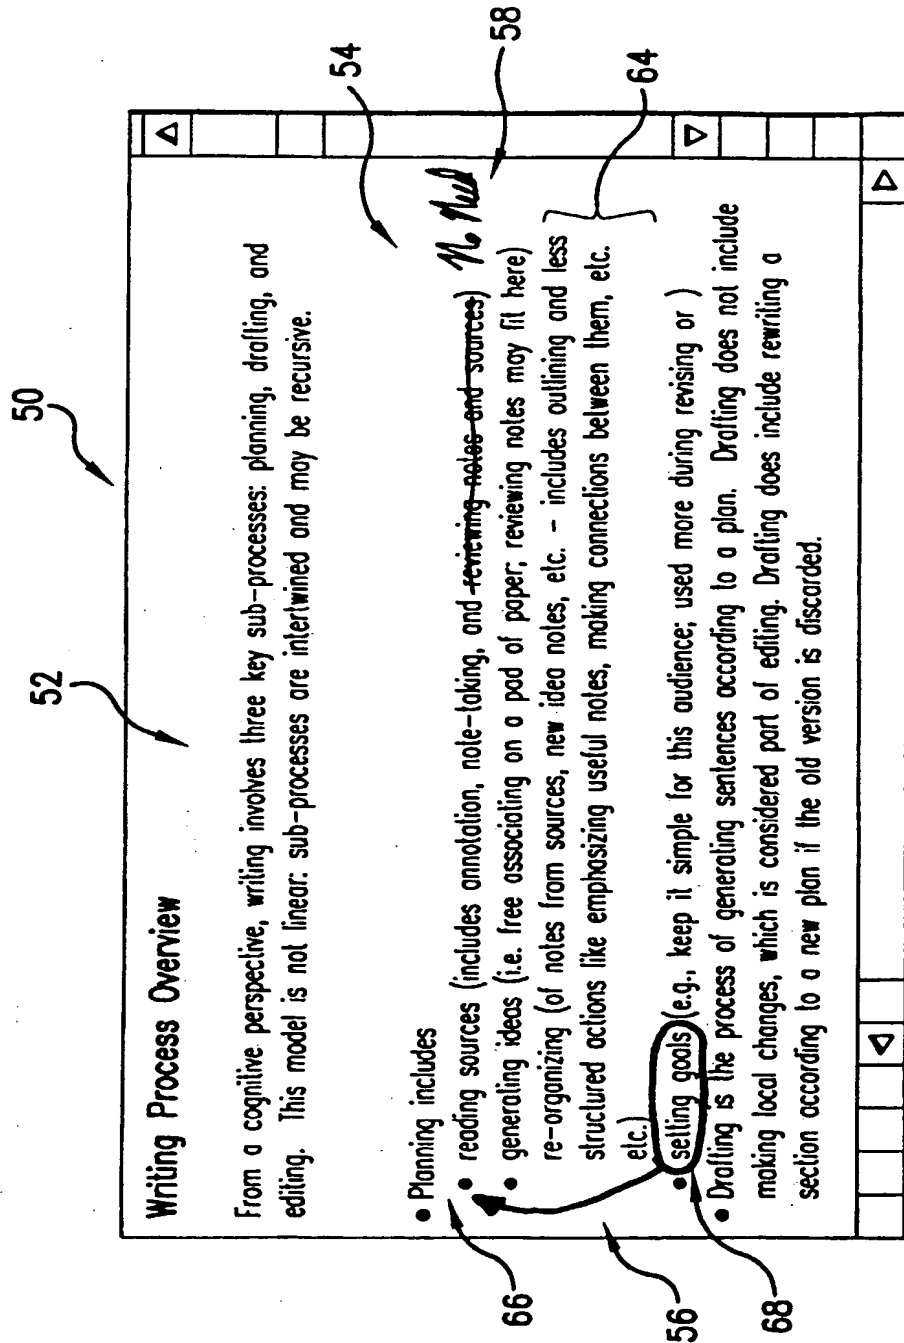 50
52
54
58
Writing Process Overview
From a cognitive perspective, writing involves three key sub-processes: planning, drafting, and
editing. This model is not linear: sub-processes are intertwined and may be recursive.
• Planning includes
• reading sources (includes annotation, note-taking, and reviewing notes and sources) No Need
• generating ideas (i.e. free associating on a pad of paper; reviewing notes may fit here)
re-organizing (of notes from sources, new idea notes, etc. - includes outlining and less
structured actions like emphasizing useful notes, making connections between them, etc.
etc.)
• setting goals (e.g., keep it simple for this audience; used more during revising or )
• Drafting is the process of generating sentences according to a plan. Drafting does not include
making local changes, which is considered part of editing. Drafting does include rewriting a
section according to a new plan if the old version is discarded.
64
66
56
68